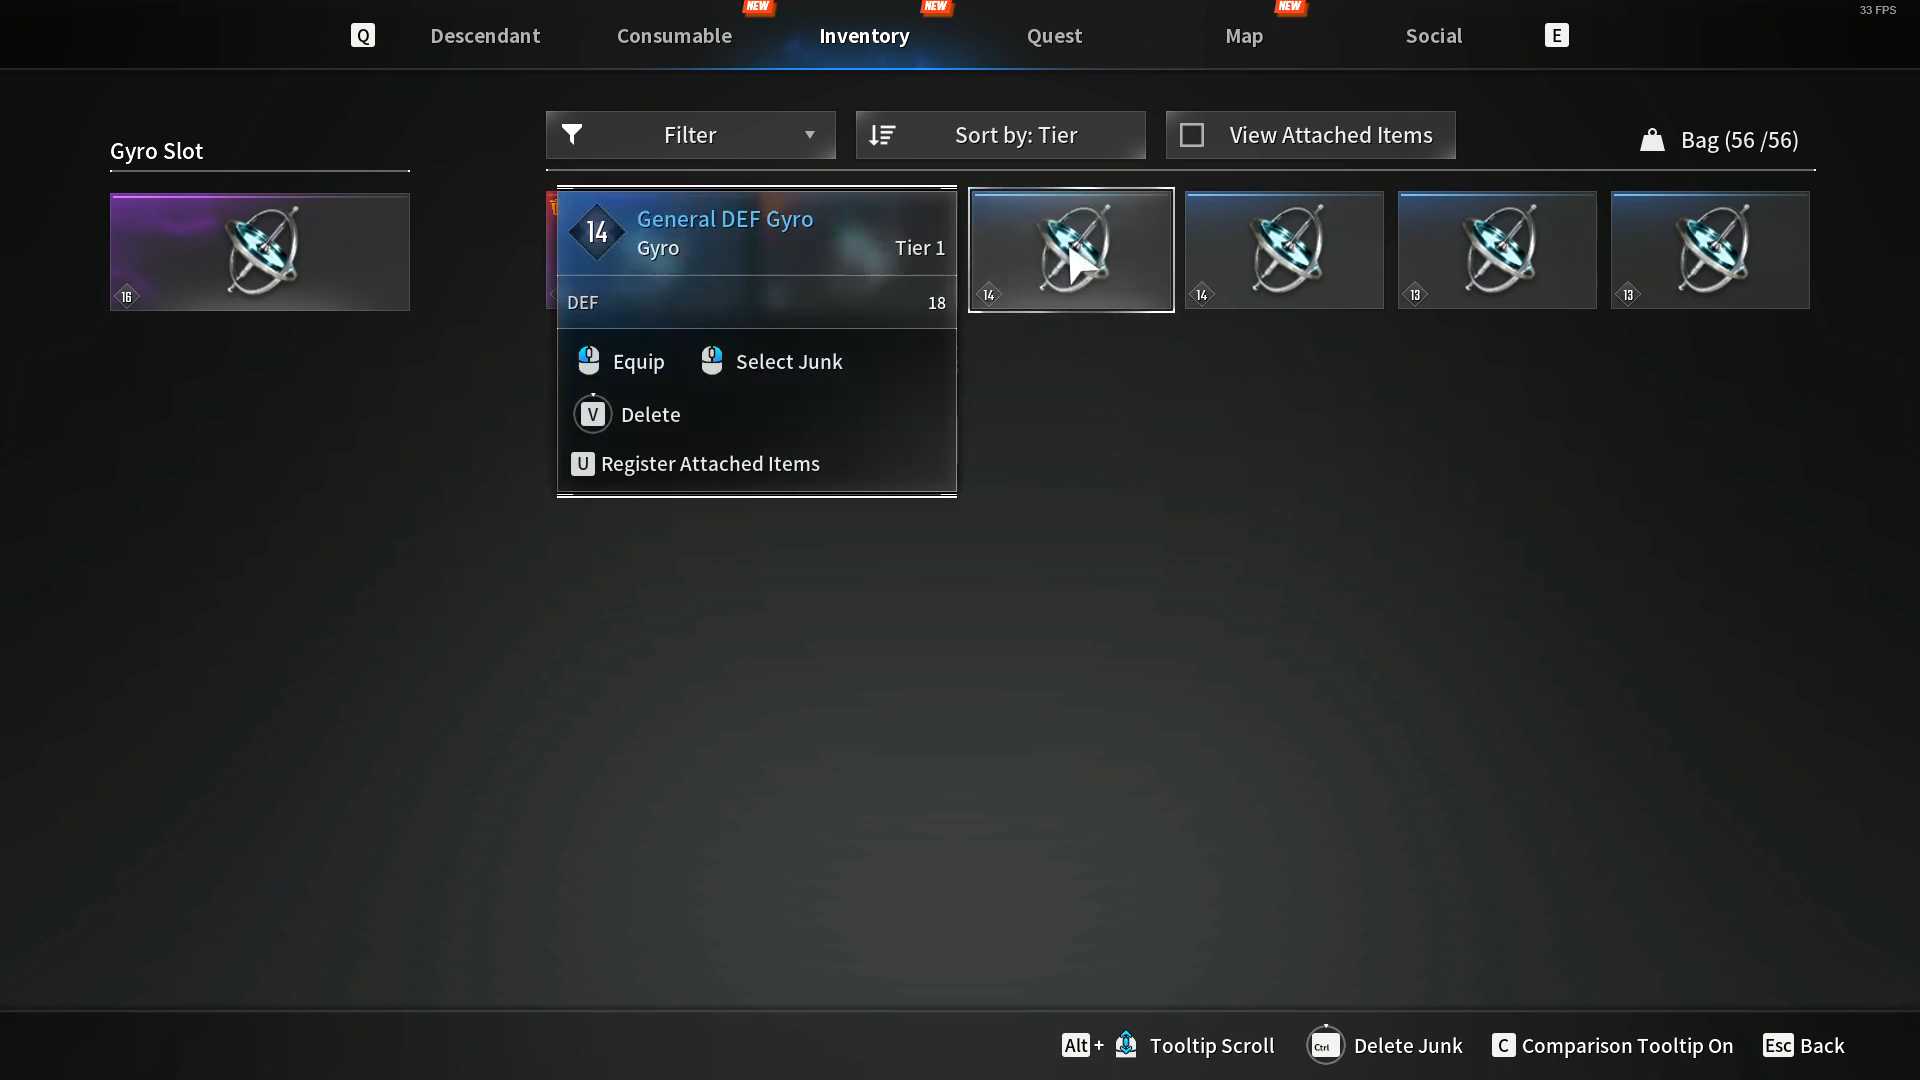 33 FPS
NEW NEW NEW
Q Descendant Consumable Inventory Quest Map Social E
Gyro Slot
Filter Sort by: Tier View Attached Items Bag (56 /56)
16
14 General DEF Gyro
Gyro Tier 1
DEF 18
Equip Select Junk
V Delete
U Register Attached Items
14 14 13 13
Alt + Tooltip Scroll Ctrl Delete Junk C Comparison Tooltip On Esc Back